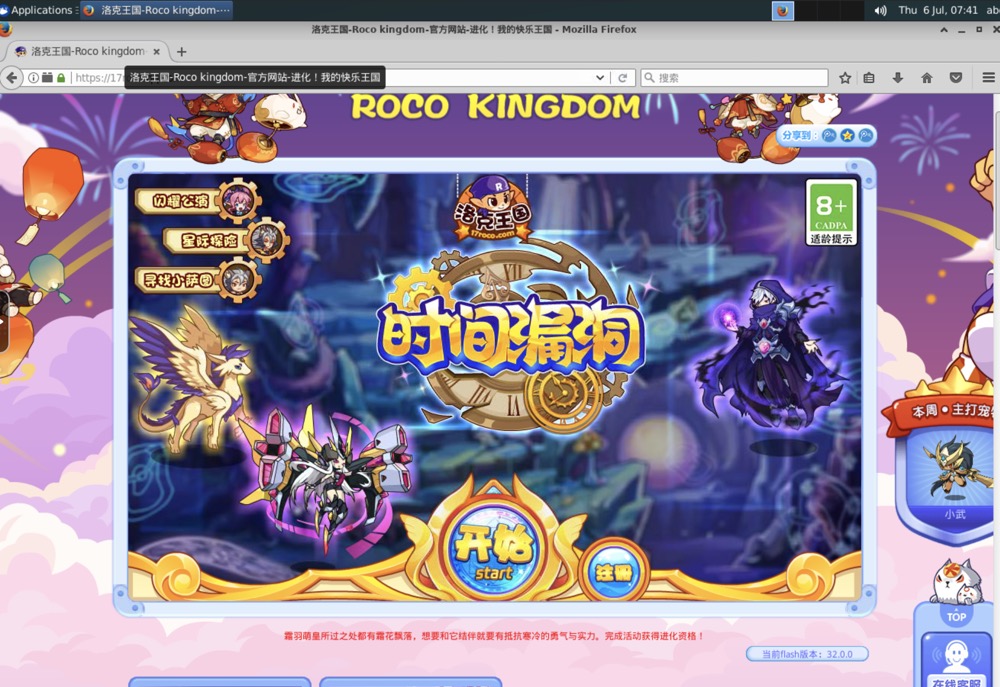 Applications
洛克王国-Roco kingdom-···
Thu 6 Jul, 07:41
洛克王国-Roco kingdom-官方网站-进化！我的快乐王国 - Mozilla Firefox
洛克王国-Roco kingdom
https://17
洛克王国-Roco kingdom-官方网站-进化！我的快乐王国
搜索
ROCO KINGDOM
分享到：
闪耀公演
星际探险
寻找小萨囡
R
洛克王国
17roco.com
8+
CADPA
适龄提示
时间漏洞
本周·主打宠
小武
开始
start
注册
TOP
霜羽萌皇所过之处都有霜花飘落，想要和它结伴就要有抵抗寒冷的勇气与实力。完成活动获得进化资格！
当前flash版本：32.0.0
在线客服